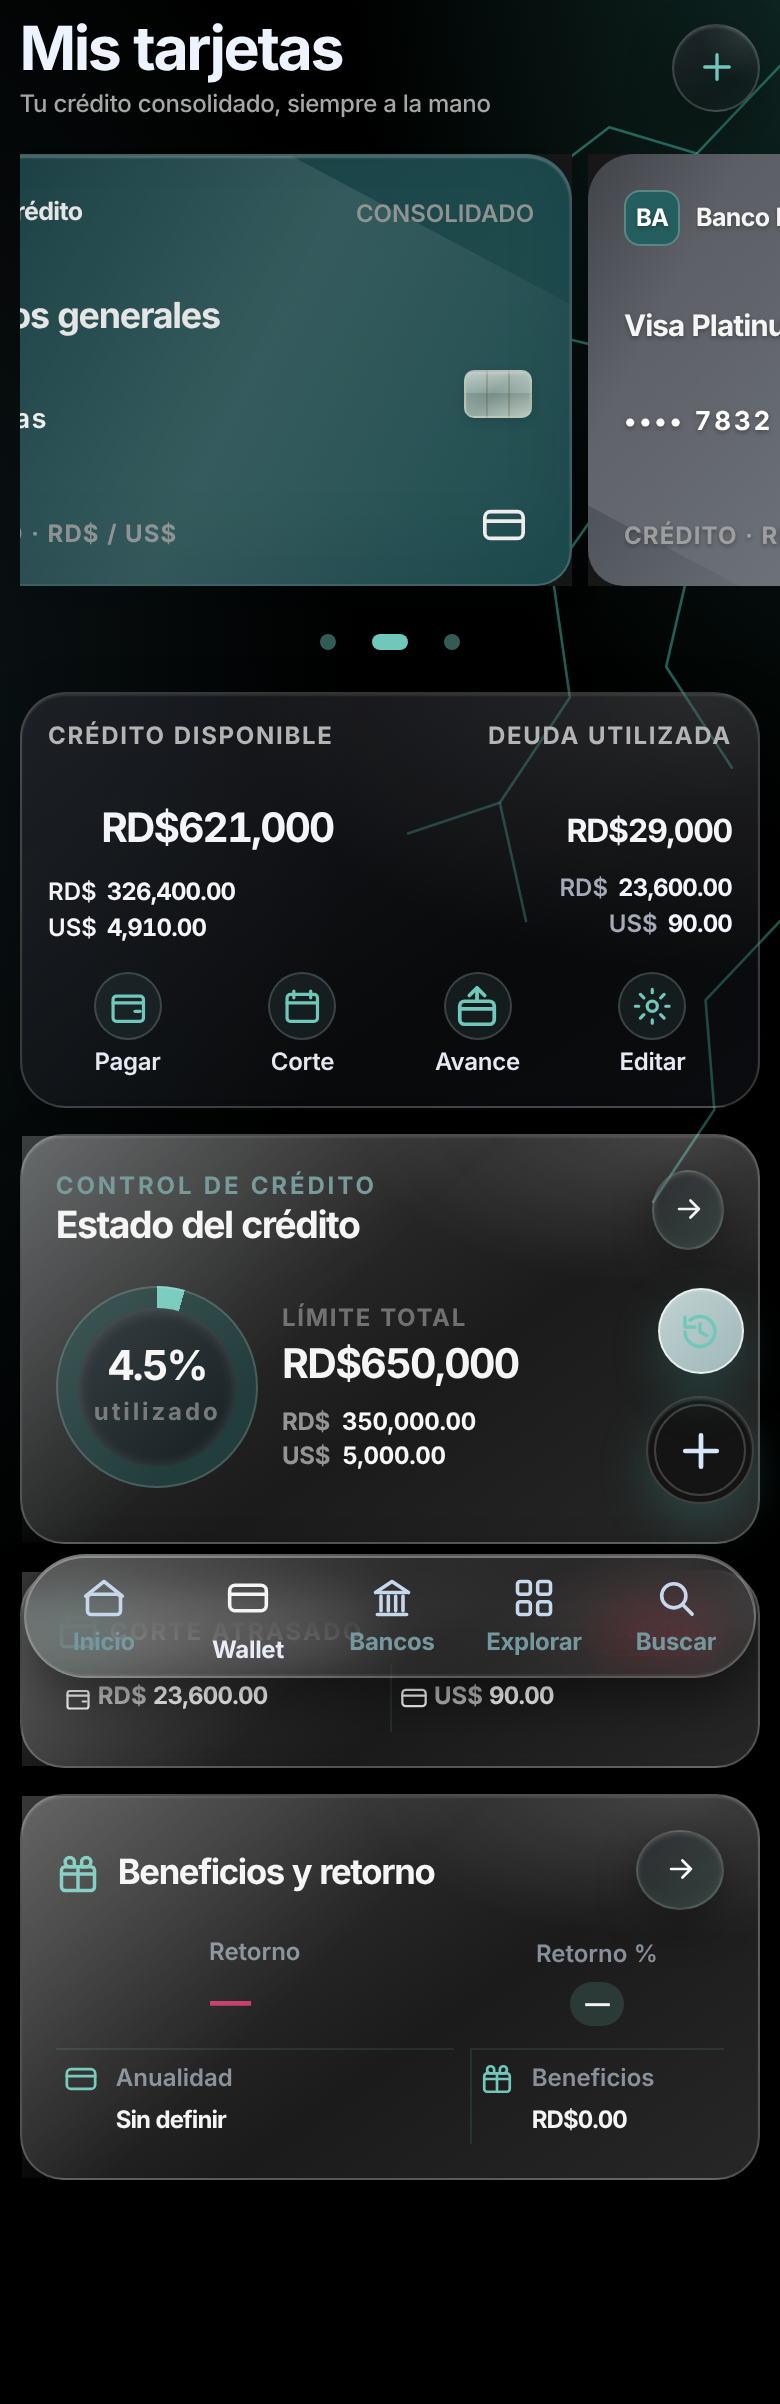 Mis tarjetas
Tu crédito consolidado, siempre a la mano
rédito
CONSOLIDADO
os generales
as
· RD$ / US$
BA Banco
Visa Platinu
•••• 7832
CRÉDITO · R
CRÉDITO DISPONIBLE
DEUDA UTILIZADA
RD$621,000
RD$29,000
RD$ 326,400.00
US$ 4,910.00
RD$ 23,600.00
US$ 90.00
Pagar
Corte
Avance
Editar
CONTROL DE CRÉDITO
Estado del crédito
4.5%
utilizado
LÍMITE TOTAL
RD$650,000
RD$ 350,000.00
US$ 5,000.00
CORTE ATRASADO
Inicio
Wallet
Bancos
Explorar
Buscar
RD$ 23,600.00
US$ 90.00
Beneficios y retorno
Retorno
Retorno %
—
—
Anualidad
Sin definir
Beneficios
RD$0.00